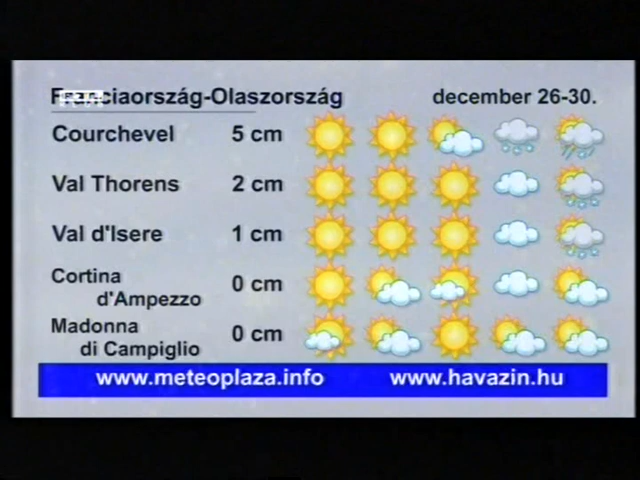 Franciaország-Olaszország december 26-30.
Courchevel 5 cm
Val Thorens 2 cm
Val d'Isere 1 cm
Cortina
d'Ampezzo 0 cm
Madonna
di Campiglio 0 cm
www.meteoplaza.info www.havazin.hu